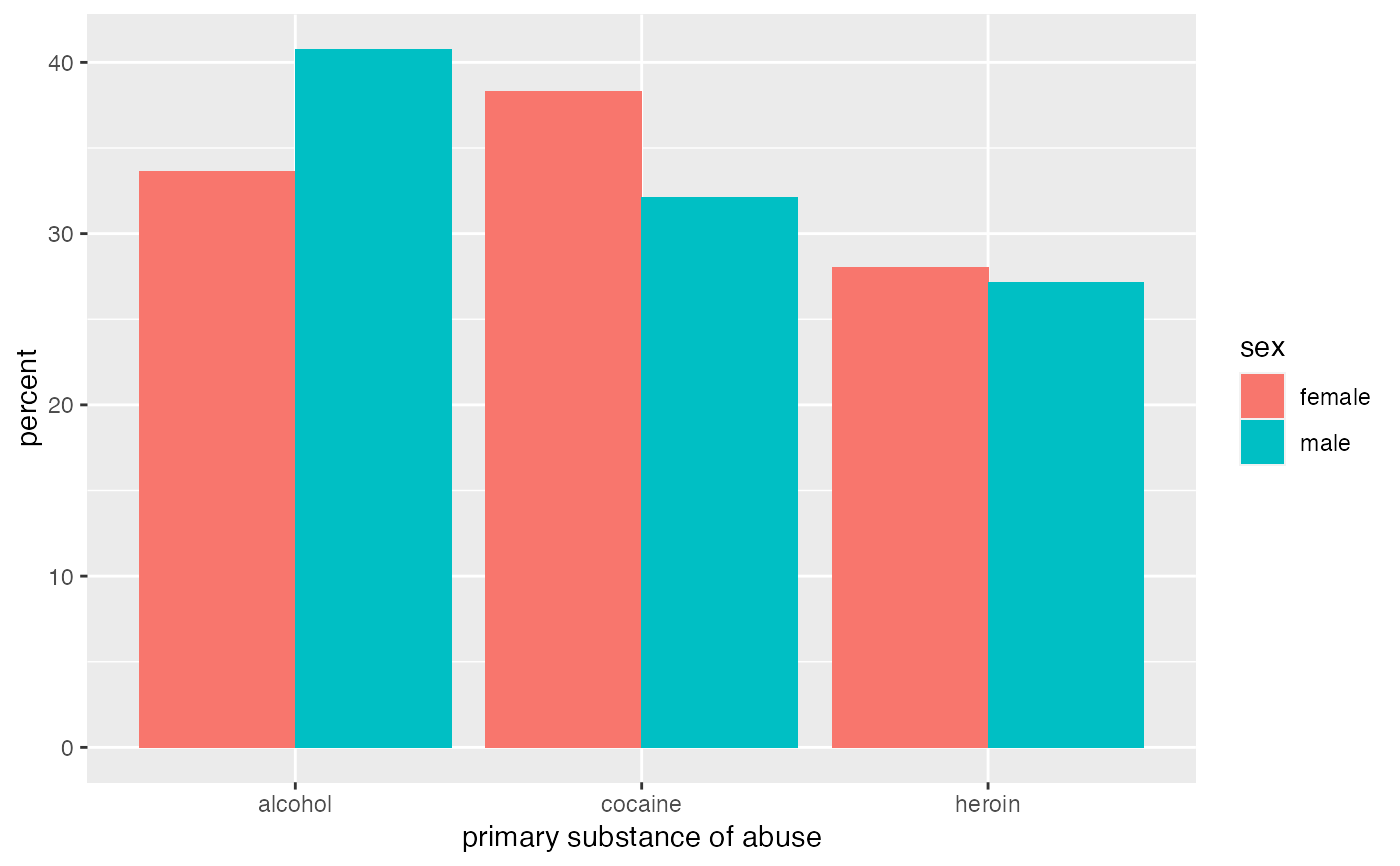 40
30
20
10
0
percent
alcohol
cocaine
heroin
primary substance of abuse
sex
female
male